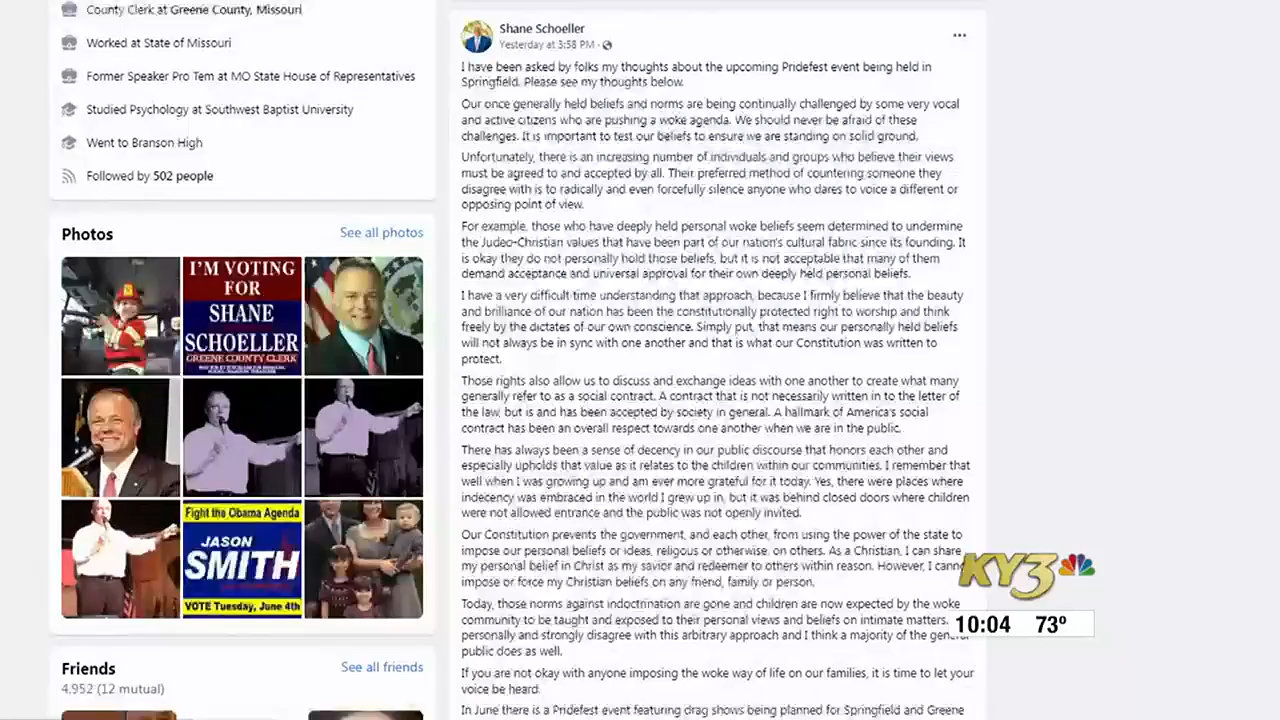 County Clerk at Greene County, Missouri
Worked at State of Missouri
Former Speaker Pro Tem at MO State House of Representatives
Studied Psychology at Southwest Baptist University
Went to Branson High
Followed by 502 people
Photos
See all photos
I'M VOTING
FOR
SHANE
SCHOELLER
GREENE COUNTY CLERK
Fight the Obama Agenda
JASON
SMITH
VOTE Tuesday, June 4th
Friends
See all friends
4,952 (12 mutual)
Shane Schoeller
Yesterday at 3:58 PM ·
I have been asked by folks my thoughts about the upcoming Pridefest event being held in
Springfield. Please see my thoughts below.
Our once generally held beliefs and norms are being continually challenged by some very vocal
and active citizens who are pushing a woke agenda. We should never be afraid of these
challenges. It is important to test our beliefs to ensure we are standing on solid ground.
Unfortunately, there is an increasing number of individuals and groups who believe their views
must be agreed to and accepted by all. Their preferred method of countering someone they
disagree with is to radically and even forcefully silence anyone who dares to voice a different or
opposing point of view.
For example, those who have deeply held personal woke beliefs seem determined to undermine
the Judeo-Christian values that have been part of our nation's cultural fabric since its founding. It
is okay they do not personally hold those beliefs, but it is not acceptable that many of them
demand acceptance and universal approval for their own deeply held personal beliefs.
I have a very difficult time understanding that approach, because I firmly believe that the beauty
and brilliance of our nation has been the constitutionally protected right to worship and think
freely by the dictates of our own conscience. Simply put, that means our personally held beliefs
will not always be in sync with one another and that is what our Constitution was written to
protect.
Those rights also allow us to discuss and exchange ideas with one another to create what many
generally refer to as a social contract. A contract that is not necessarily written in to the letter of
the law, but is and has been accepted by society in general. A hallmark of America's social
contract has been an overall respect towards one another when we are in the public.
There has always been a sense of decency in our public discourse that honors each other and
especially upholds that value as it relates to the children within our communities. I remember that
well when I was growing up and am ever more grateful for it today. Yes, there were places where
indecency was embraced in the world I grew up in, but it was behind closed doors where children
were not allowed entrance and the public was not openly invited.
Our Constitution prevents the government, and each other, from using the power of the state to
impose our personal beliefs or ideas, religious or otherwise, on others. As a Christian, I can share
my personal belief in Christ as my savior and redeemer to others within reason. However, I cann
impose or force my Christian beliefs on any friend, family or person.
Today, those norms against indoctrination are gone and children are now expected by the woke
community to be taught and exposed to their personal views and beliefs on intimate matters.
personally and strongly disagree with this arbitrary approach and I think a majority of the general
public does as well.
If you are not okay with anyone imposing the woke way of life on our families, it is time to let your
voice be heard.
In June there is a Pridefest event featuring drag shows being planned for Springfield and Greene
KY3
10:04 73º